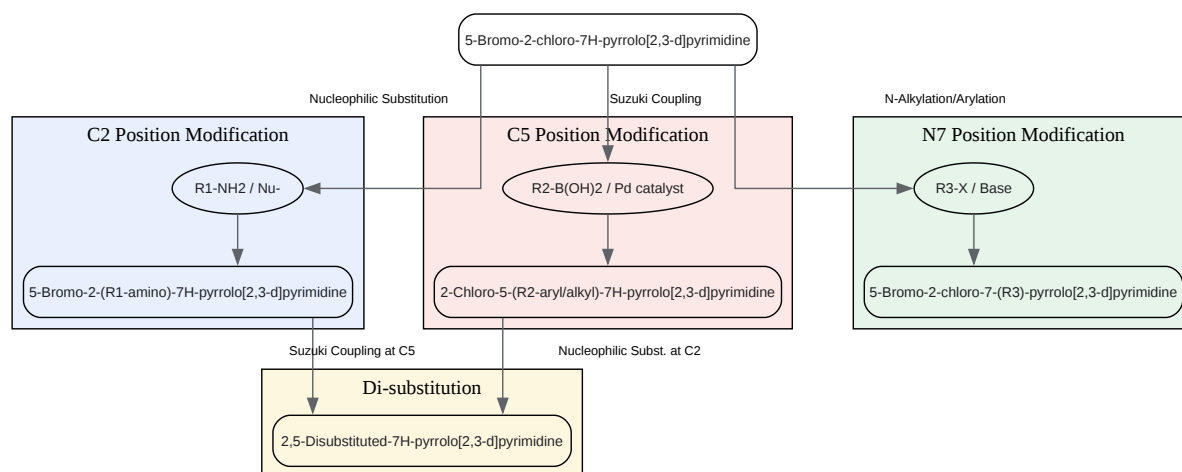 5-Bromo-2-chloro-7H-pyrrolo[2,3-d]pyrimidine
Nucleophilic Substitution
Suzuki Coupling
N-Alkylation/Arylation
C2 Position Modification
C5 Position Modification
N7 Position Modification
R1-NH2 / Nu-
R2-B(OH)2 / Pd catalyst
R3-X / Base
5-Bromo-2-(R1-amino)-7H-pyrrolo[2,3-d]pyrimidine
2-Chloro-5-(R2-aryl/alkyl)-7H-pyrrolo[2,3-d]pyrimidine
5-Bromo-2-chloro-7-(R3)-pyrrolo[2,3-d]pyrimidine
Suzuki Coupling at C5
Nucleophilic Subst. at C2
Di-substitution
2,5-Disubstituted-7H-pyrrolo[2,3-d]pyrimidine